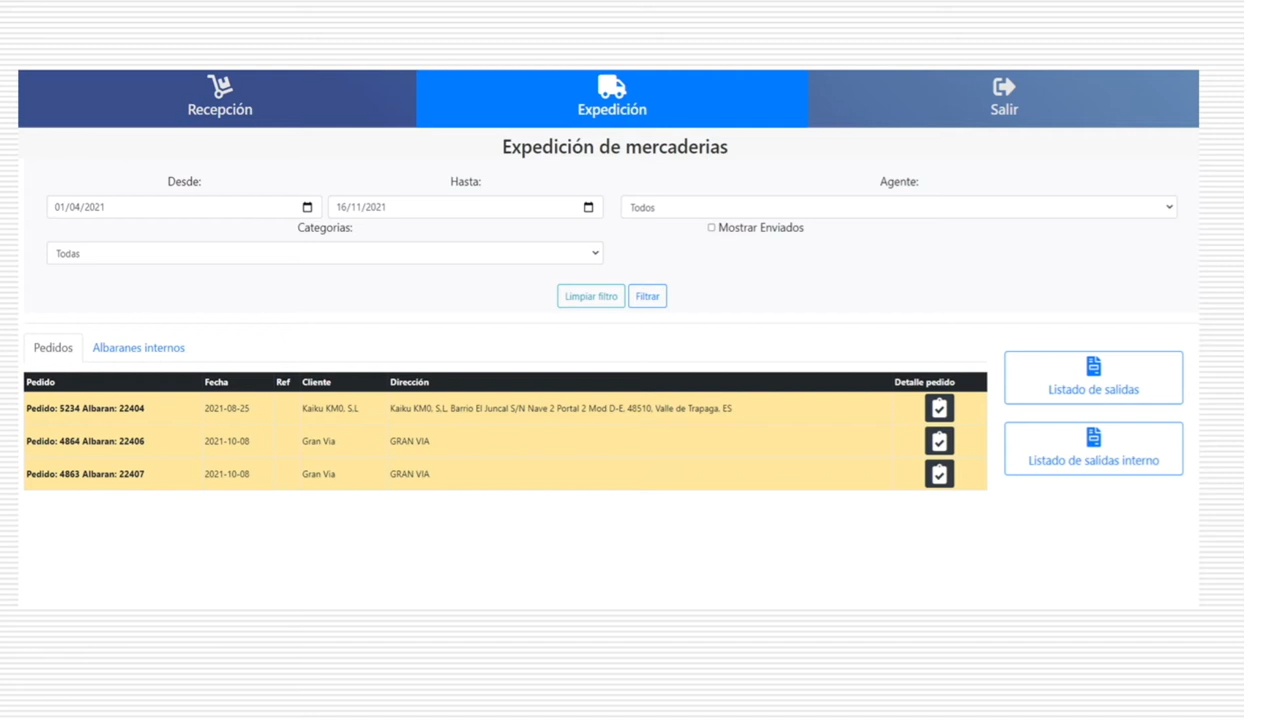 Recepción
Expedición
Salir
Expedición de mercaderias
Desde: Hasta: Agente:
01/04/2021 16/11/2021 Todos
Categorias: Mostrar Enviados
Todas
Limpiar filtro Filtrar
Pedidos Albaranes internos
Pedido Fecha Ref Cliente Dirección Detalle pedido
Pedido: 5234 Albaran: 22404 2021-08-25 Kaiku KM0, S.L Kaiku KM0, S.L, Barrio El Juncal S/N Nave 2 Portal 2 Mod D-E, 48510, Valle de Trapaga, ES
Pedido: 4864 Albaran: 22406 2021-10-08 Gran Via GRAN VIA
Pedido: 4863 Albaran: 22407 2021-10-08 Gran Via GRAN VIA
Listado de salidas
Listado de salidas interno